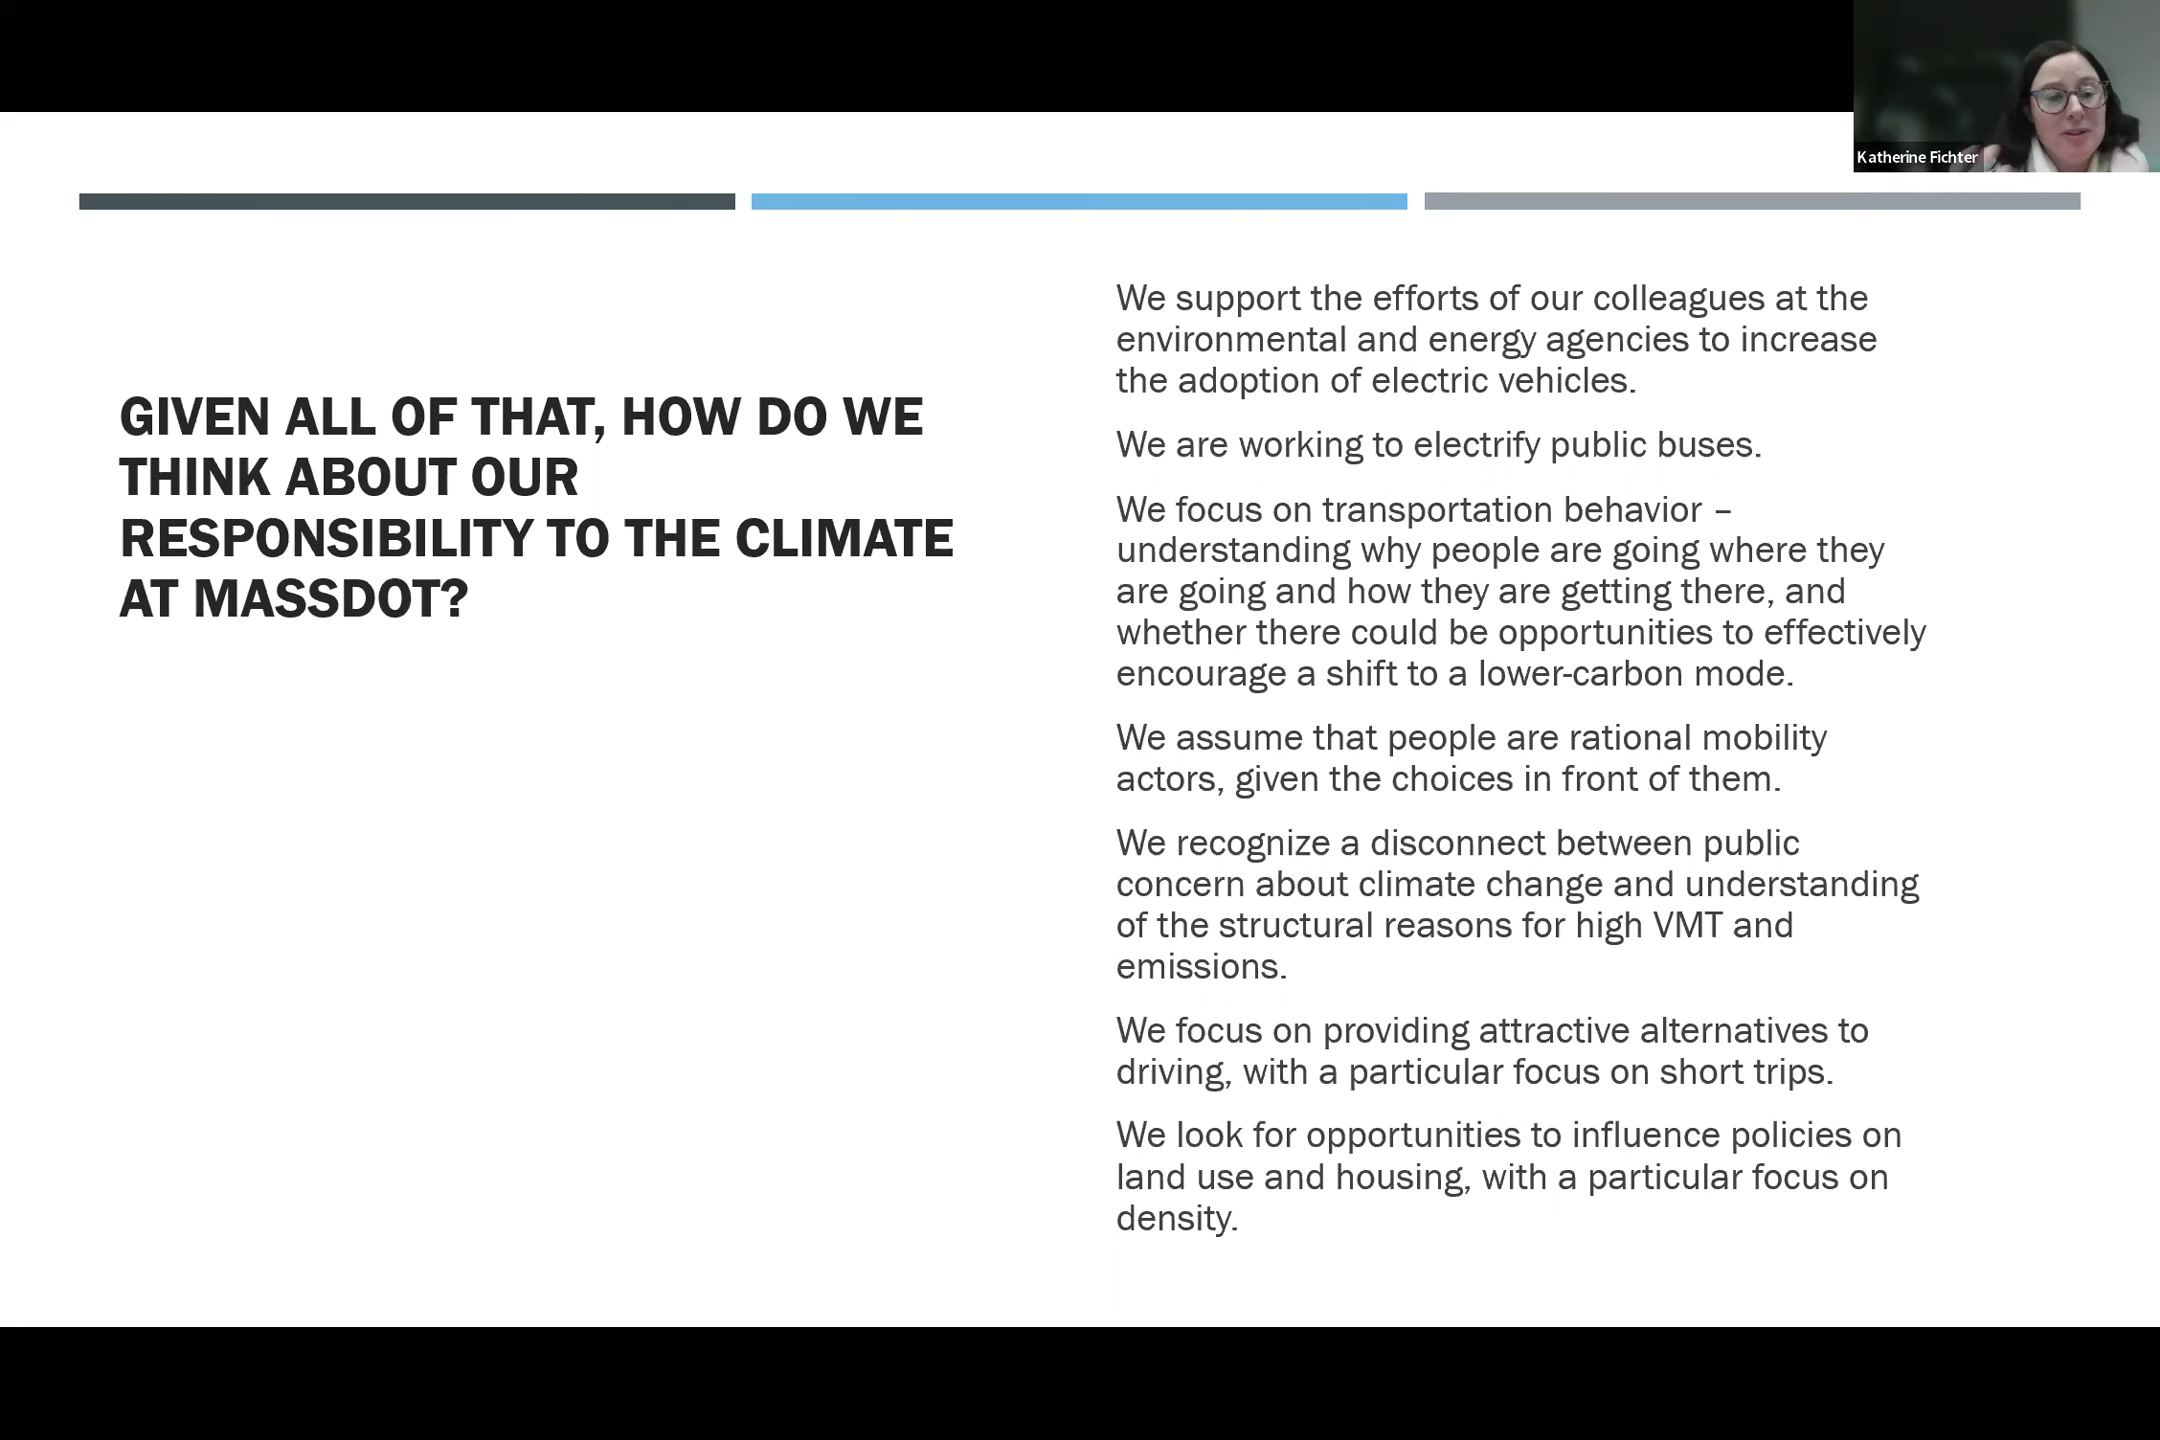 Katherine Fichter
GIVEN ALL OF THAT, HOW DO WE
THINK ABOUT OUR
RESPONSIBILITY TO THE CLIMATE
AT MASSDOT?
We support the efforts of our colleagues at the
environmental and energy agencies to increase
the adoption of electric vehicles.
We are working to electrify public buses.
We focus on transportation behavior –
understanding why people are going where they
are going and how they are getting there, and
whether there could be opportunities to effectively
encourage a shift to a lower-carbon mode.
We assume that people are rational mobility
actors, given the choices in front of them.
We recognize a disconnect between public
concern about climate change and understanding
of the structural reasons for high VMT and
emissions.
We focus on providing attractive alternatives to
driving, with a particular focus on short trips.
We look for opportunities to influence policies on
land use and housing, with a particular focus on
density.